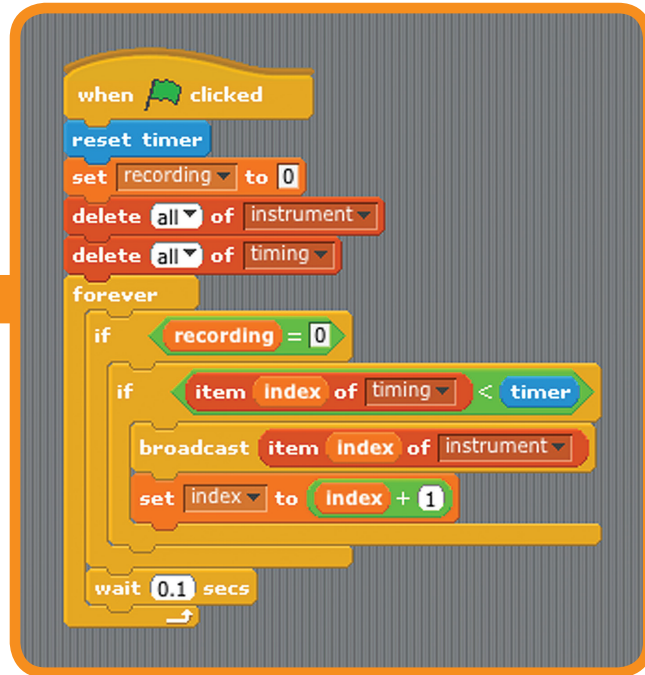 when clicked
reset timer
set recording to 0
delete all of instrument
delete all of timing
forever
if recording = 0
if item index of timing < timer
broadcast item index of instrument
set index to index + 1
wait 0.1 secs